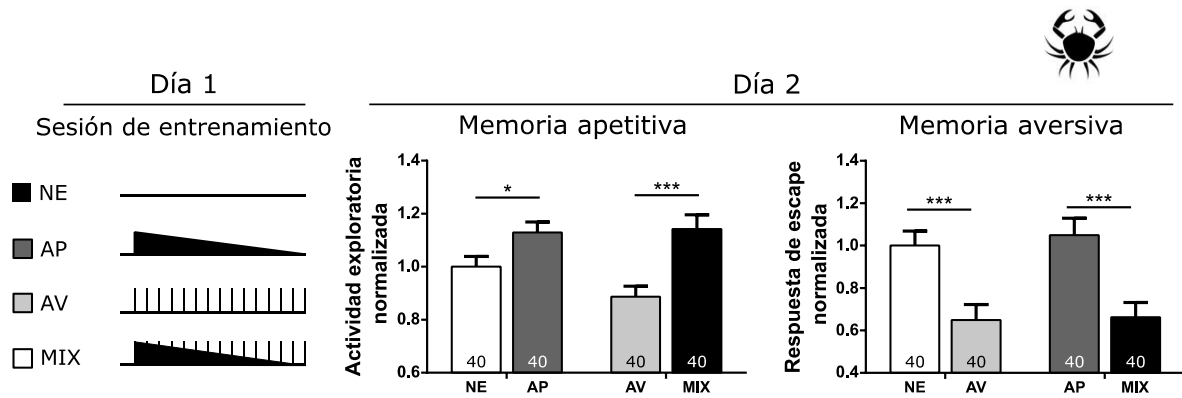 Día 1
Sesión de entrenamiento
NE
AP
AV
MIX
Día 2
Memoria apetitiva
Actividad exploratoria
normalizada
1.4
1.2
1.0
0.8
0.6
*
***
40
40
40
40
NE
AP
AV
MIX
Memoria aversiva
Respuesta de escape
normalizada
1.4
1.2
1.0
0.8
0.6
0.4
***
***
40
40
40
40
NE
AV
AP
MIX